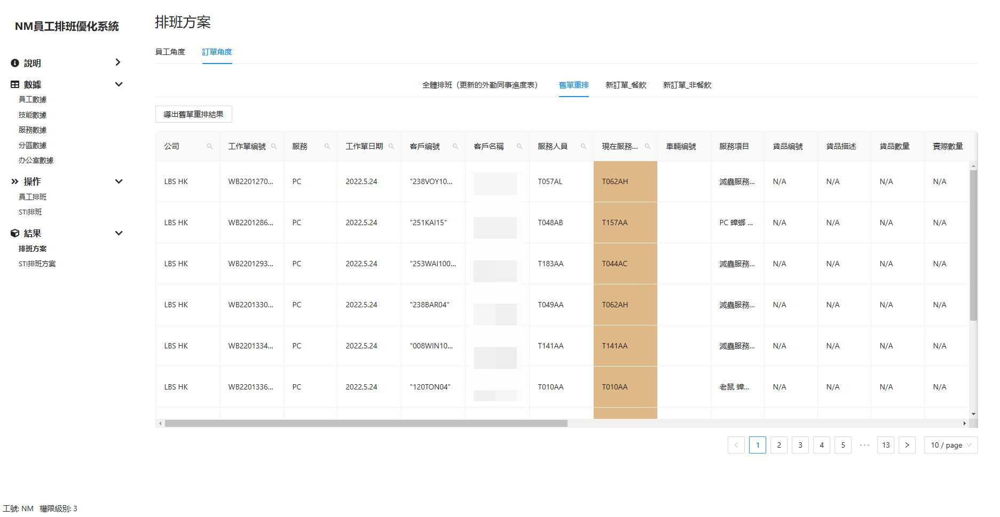 NM員工排班優化系統
說明
數據
員工數據
技能數據
服務數據
分區數據
办公室數據
操作
員工排班
STI排班
結果
排班方案
STI排班方案
工號: NM 權限級別: 3
排班方案
員工角度 訂單角度
全體排班（更新的外勤同事進度表） 舊單重排 新訂單_餐飲 新訂單_非餐飲
導出舊單重排結果
公司 工作單編號 服務 工作單日期 客戶編號 客戶名稱 服務人員 現在服務... 車輛編號 服務項目 貨品編號 貨品描述 貨品數量 實際數量
LBS HK WB2201270... PC 2022.5.24 "238VOY10... T057AL T062AH 滅蟲服務... N/A N/A N/A N/A
LBS HK WB2201286... PC 2022.5.24 "251KAI15" T048AB T157AA PC 蟑螂 ... N/A N/A N/A N/A
LBS HK WB2201293... PC 2022.5.24 "253WAI100... T183AA T044AC 滅蟲服務... N/A N/A N/A N/A
LBS HK WB2201330... PC 2022.5.24 "238BAR04" T049AA T062AH 滅蟲服務... N/A N/A N/A N/A
LBS HK WB2201334... PC 2022.5.24 "008WIN10... T141AA T141AA 滅蟲服務... N/A N/A N/A N/A
LBS HK WB2201336... PC 2022.5.24 "120TON04" T010AA T010AA 老鼠 蟑... N/A N/A N/A N/A
1 2 3 4 5 ••• 13 10 / page